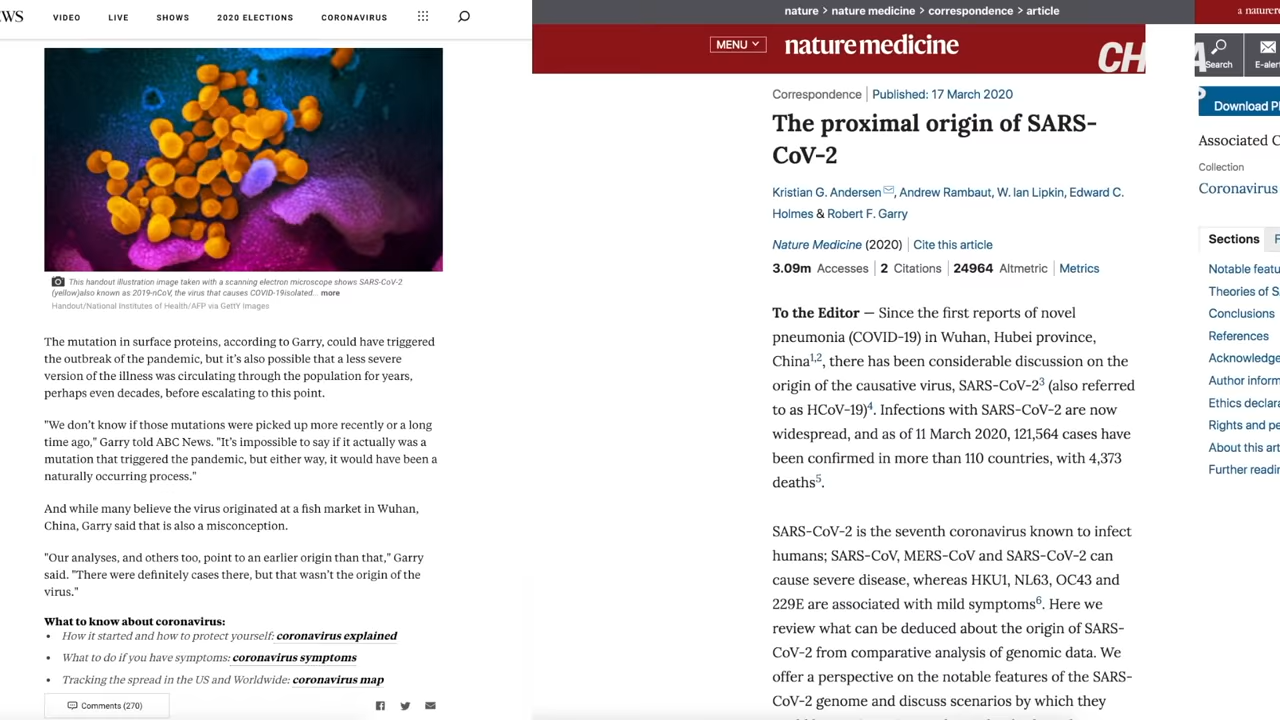 WS VIDEO LIVE SHOWS 2020 ELECTIONS CORONAVIRUS
This handout illustration image taken with a scanning electron microscope shows SARS-CoV-2
(yellow)also known as 2019-nCoV, the virus that causes COVID-19isolated... more
Handout/National Institutes of Health/AFP via Getty Images
The mutation in surface proteins, according to Garry, could have triggered
the outbreak of the pandemic, but it's also possible that a less severe
version of the illness was circulating through the population for years,
perhaps even decades, before escalating to this point.
"We don't know if those mutations were picked up more recently or a long
time ago," Garry told ABC News. "It's impossible to say if it actually was a
mutation that triggered the pandemic, but either way, it would have been a
naturally occurring process."
And while many believe the virus originated at a fish market in Wuhan,
China, Garry said that is also a misconception.
"Our analyses, and others too, point to an earlier origin than that," Garry
said. "There were definitely cases there, but that wasn't the origin of the
virus."
What to know about coronavirus:
• How it started and how to protect yourself: coronavirus explained
• What to do if you have symptoms: coronavirus symptoms
• Tracking the spread in the US and Worldwide: coronavirus map
Comments (270)
nature > nature medicine > correspondence > article
MENU nature medicine
CH
Correspondence | Published: 17 March 2020
The proximal origin of SARS-
CoV-2
Kristian G. Andersen, Andrew Rambaut, W. Ian Lipkin, Edward C.
Holmes & Robert F. Garry
Nature Medicine (2020) | Cite this article
3.09m Accesses | 2 Citations | 24964 Altmetric | Metrics
To the Editor — Since the first reports of novel
pneumonia (COVID-19) in Wuhan, Hubei province,
China1,2, there has been considerable discussion on the
origin of the causative virus, SARS-CoV-23 (also referred
to as HCoV-19)4. Infections with SARS-CoV-2 are now
widespread, and as of 11 March 2020, 121,564 cases have
been confirmed in more than 110 countries, with 4,373
deaths5.
SARS-CoV-2 is the seventh coronavirus known to infect
humans; SARS-CoV, MERS-CoV and SARS-CoV-2 can
cause severe disease, whereas HKU1, NL63, OC43 and
229E are associated with mild symptoms6. Here we
review what can be deduced about the origin of SARS-
CoV-2 from comparative analysis of genomic data. We
offer a perspective on the notable features of the SARS-
CoV-2 genome and discuss scenarios by which they
a naturere
Search E-aler
Download P
Associated C
Collection
Coronavirus
Sections F
Notable featu
Theories of S
Conclusions
References
Acknowledge
Author inform
Ethics declara
Rights and pe
About this art
Further readin